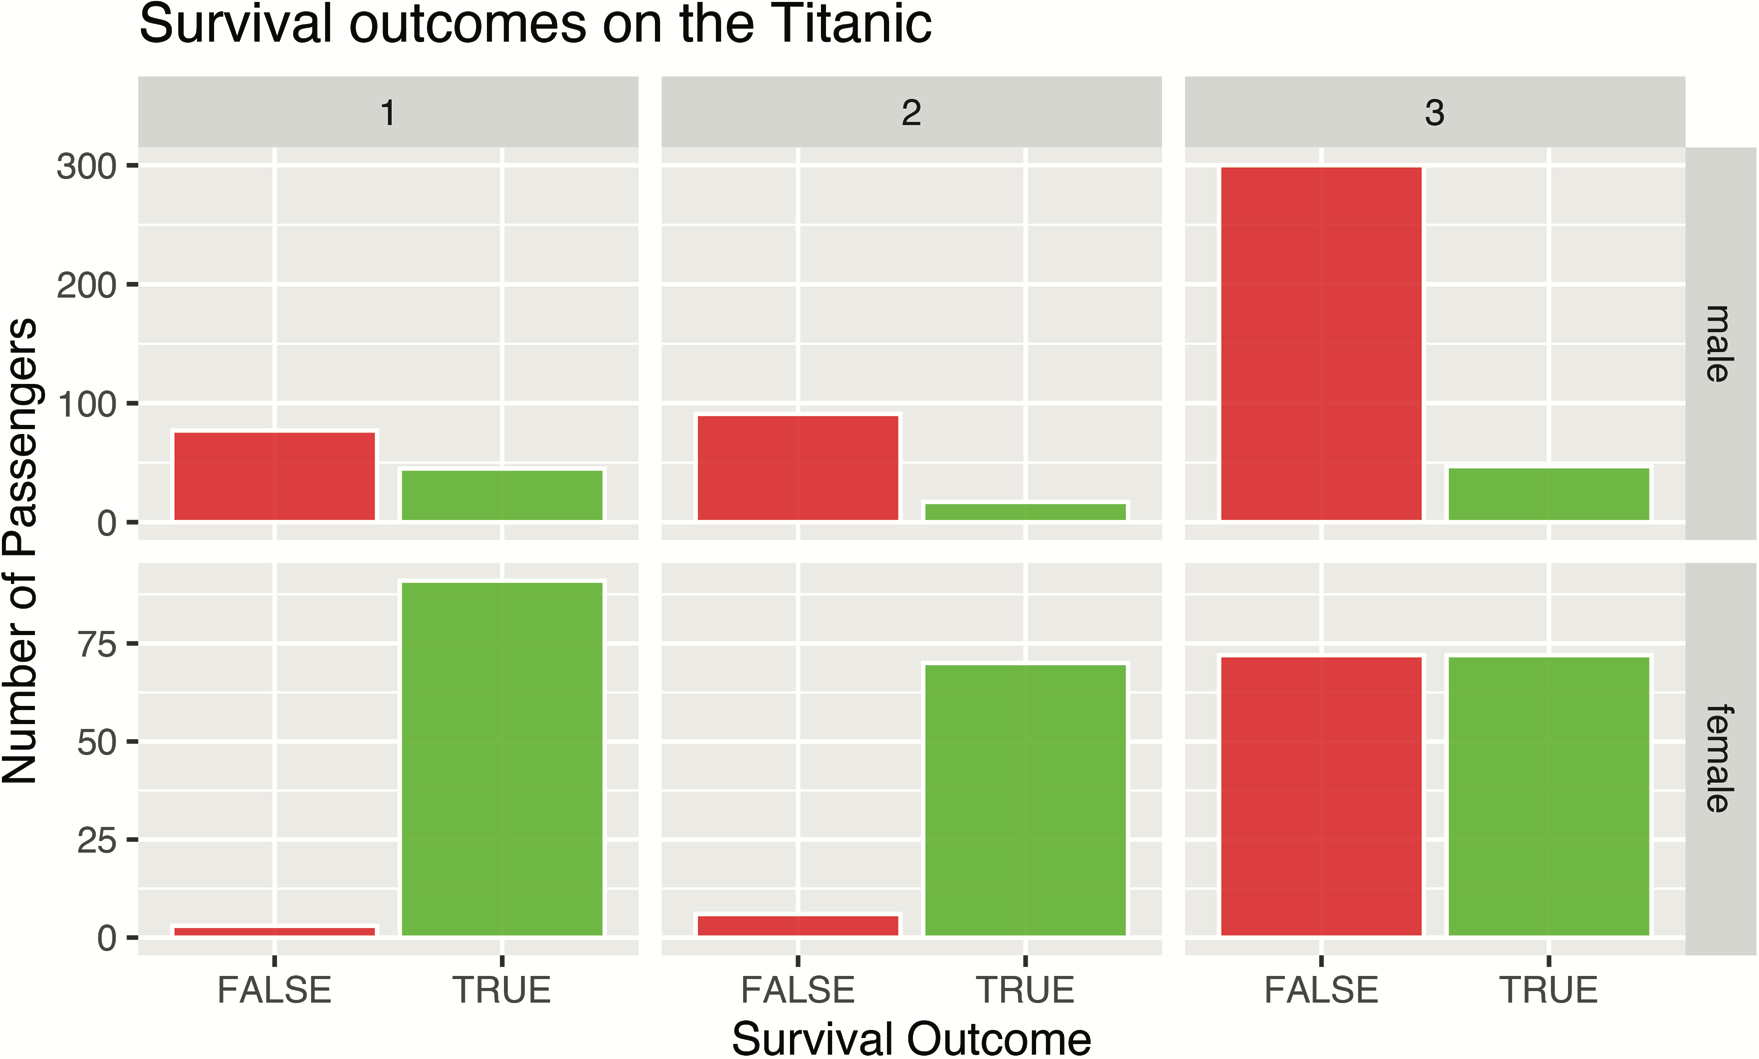 Survival outcomes on the Titanic
1 2 3
Number of Passengers
300
200
100
0
male
75
50
25
0
female
FALSE TRUE FALSE TRUE FALSE TRUE
Survival Outcome